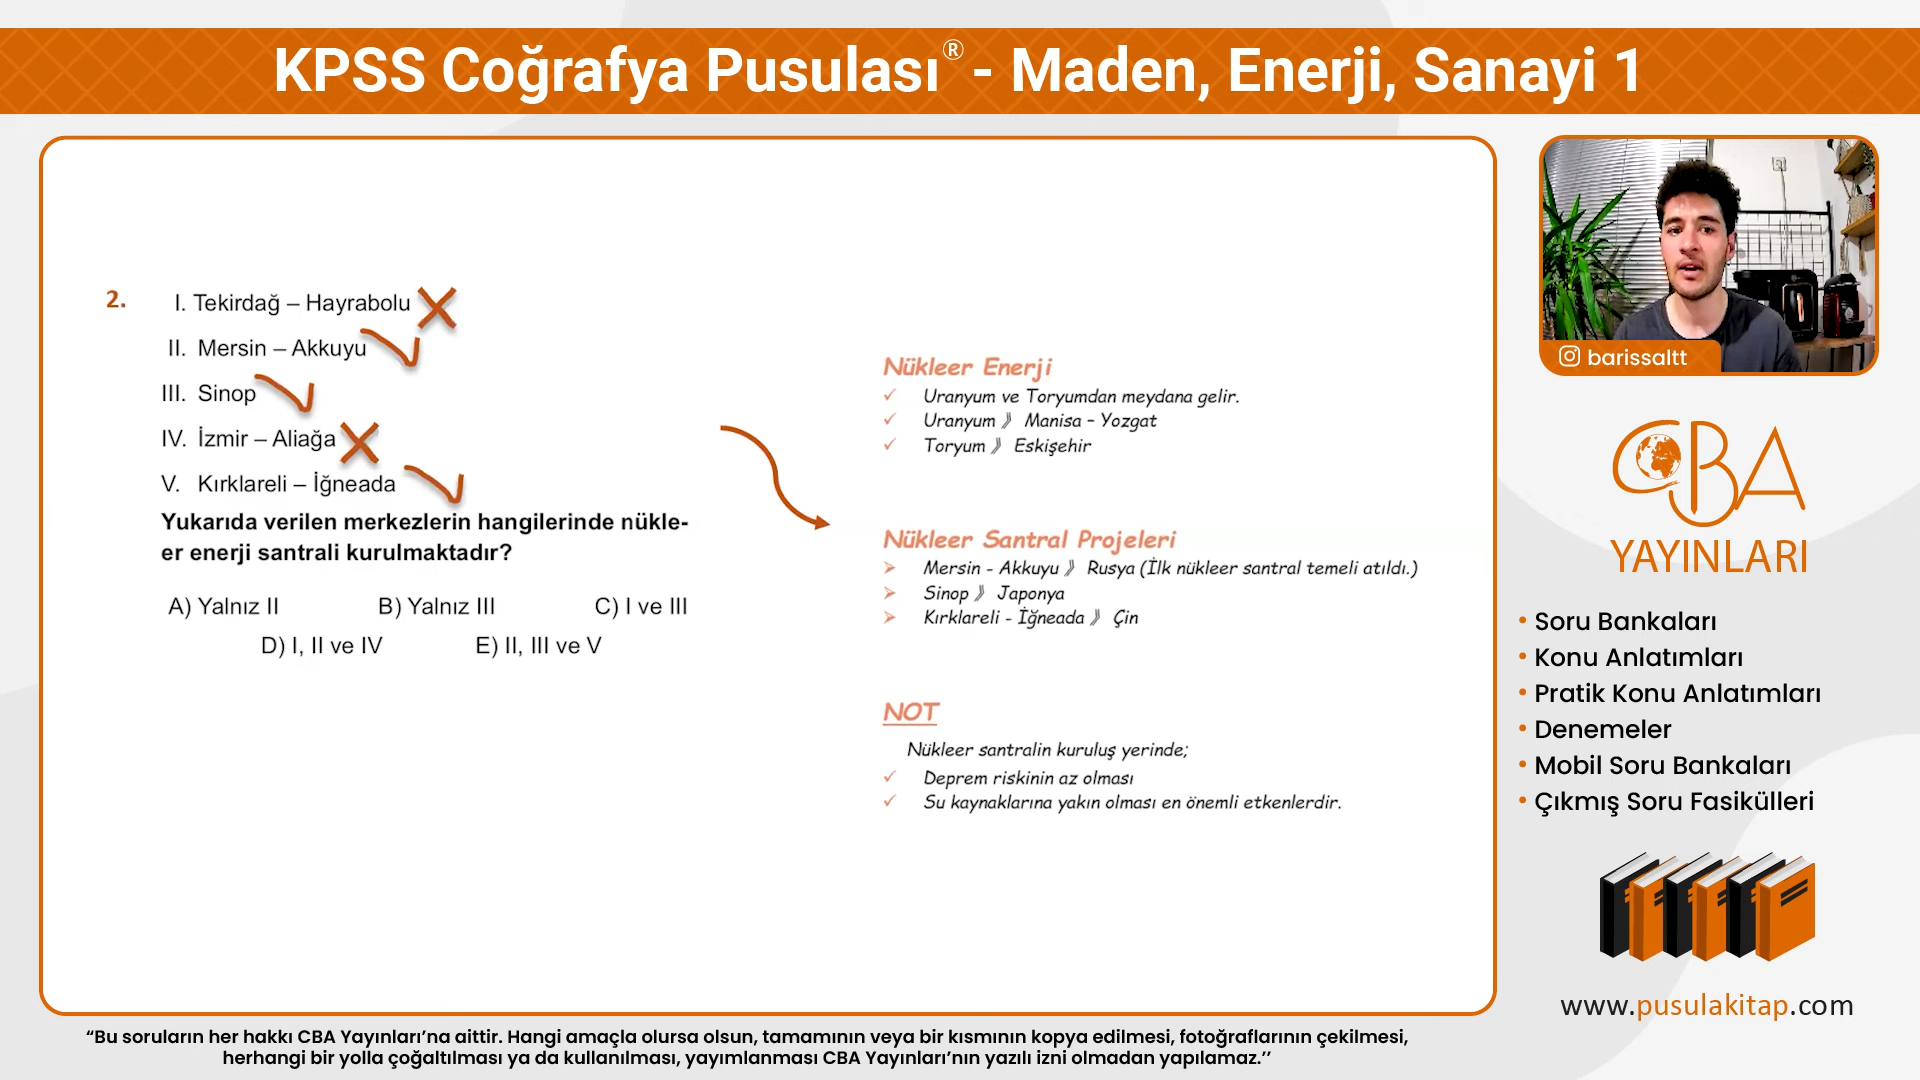 KPSS Coğrafya Pusulası® - Maden, Enerji, Sanayi 1
2.
I. Tekirdağ – Hayrabolu
II. Mersin – Akkuyu
III. Sinop
IV. İzmir – Aliağa
V. Kırklareli – İğneada
Yukarıda verilen merkezlerin hangilerinde nükle-
er enerji santrali kurulmaktadır?
A) Yalnız II B) Yalnız III C) I ve III
D) I, II ve IV E) II, III ve V
Nükleer Enerji
Uranyum ve Toryumdan meydana gelir.
Uranyum 》 Manisa – Yozgat
Toryum 》 Eskişehir
Nükleer Santral Projeleri
Mersin - Akkuyu 》 Rusya (İlk nükleer santral temeli atıldı.)
Sinop 》 Japonya
Kırklareli - İğneada 》 Çin
NOT
Nükleer santralin kuruluş yerinde;
Deprem riskinin az olması
Su kaynaklarına yakın olması en önemli etkenlerdir.
barissaltt
CBA
YAYINLARI
• Soru Bankaları
• Konu Anlatımları
• Pratik Konu Anlatımları
• Denemeler
• Mobil Soru Bankaları
• Çıkmış Soru Fasikülleri
www.pusulakitap.com
“Bu soruların her hakkı CBA Yayınları’na aittir. Hangi amaçla olursa olsun, tamamının veya bir kısmının kopya edilmesi, fotoğraflarının çekilmesi,
herhangi bir yolla çoğaltılması ya da kullanılması, yayımlanması CBA Yayınları’nın yazılı izni olmadan yapılamaz.’’